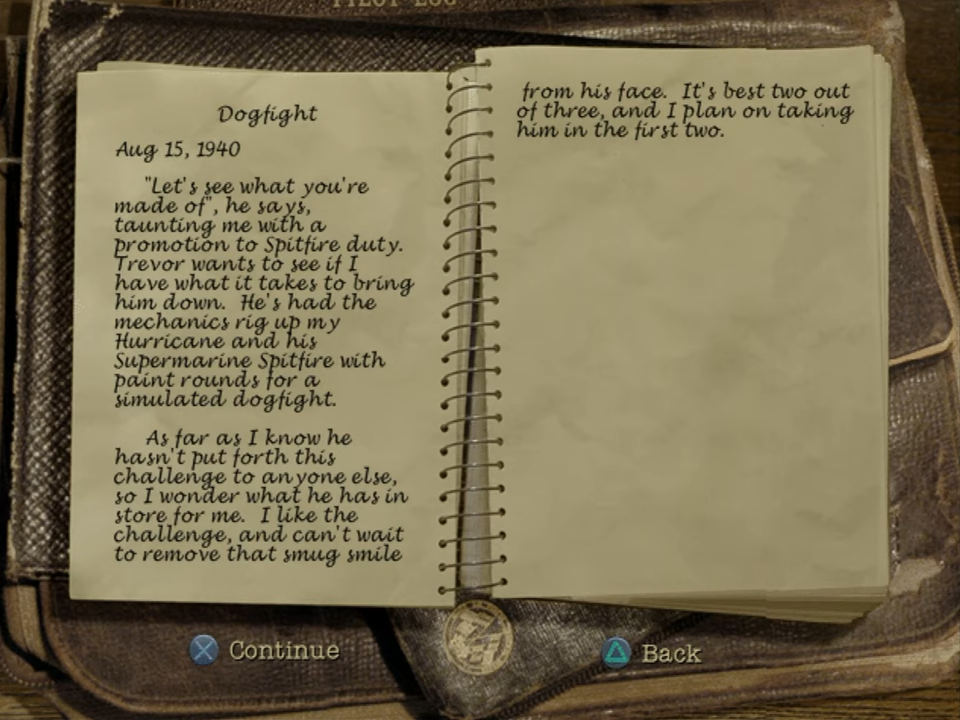 PILOT LOG
Dogfight
Aug 15, 1940
"Let's see what you're
made of", he says,
taunting me with a
promotion to Spitfire duty.
Trevor wants to see if I
have what it takes to bring
him down. He's had the
mechanics rig up my
Hurricane and his
Supermarine Spitfire with
paint rounds for a
simulated dogfight.
As far as I know he
hasn't put forth this
challenge to anyone else,
so I wonder what he has in
store for me. I like the
challenge, and can't wait
to remove that smug smile
from his face. It's best two out
of three, and I plan on taking
him in the first two.
Continue
Back